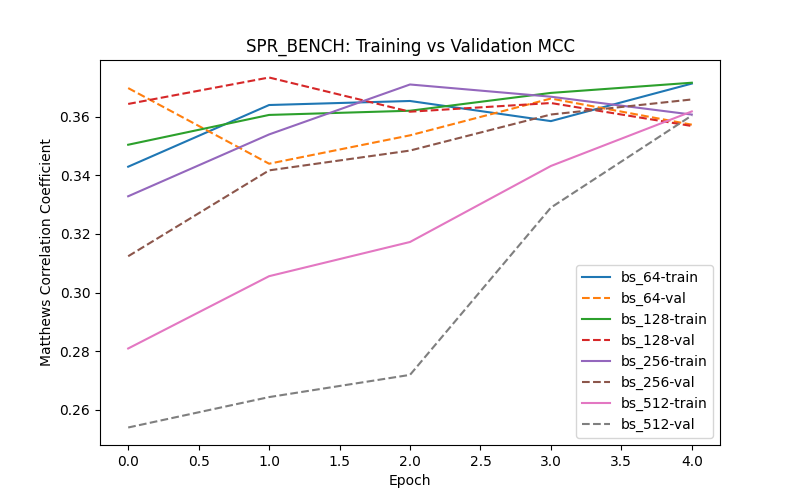 SPR_BENCH: Training vs Validation MCC
Matthews Correlation Coefficient
0.36
0.34
0.32
0.30
0.28
0.26
bs_64-train
bs_64-val
bs_128-train
bs_128-val
bs_256-train
bs_256-val
bs_512-train
bs_512-val
0.0 0.5 1.0 1.5 2.0 2.5 3.0 3.5 4.0
Epoch